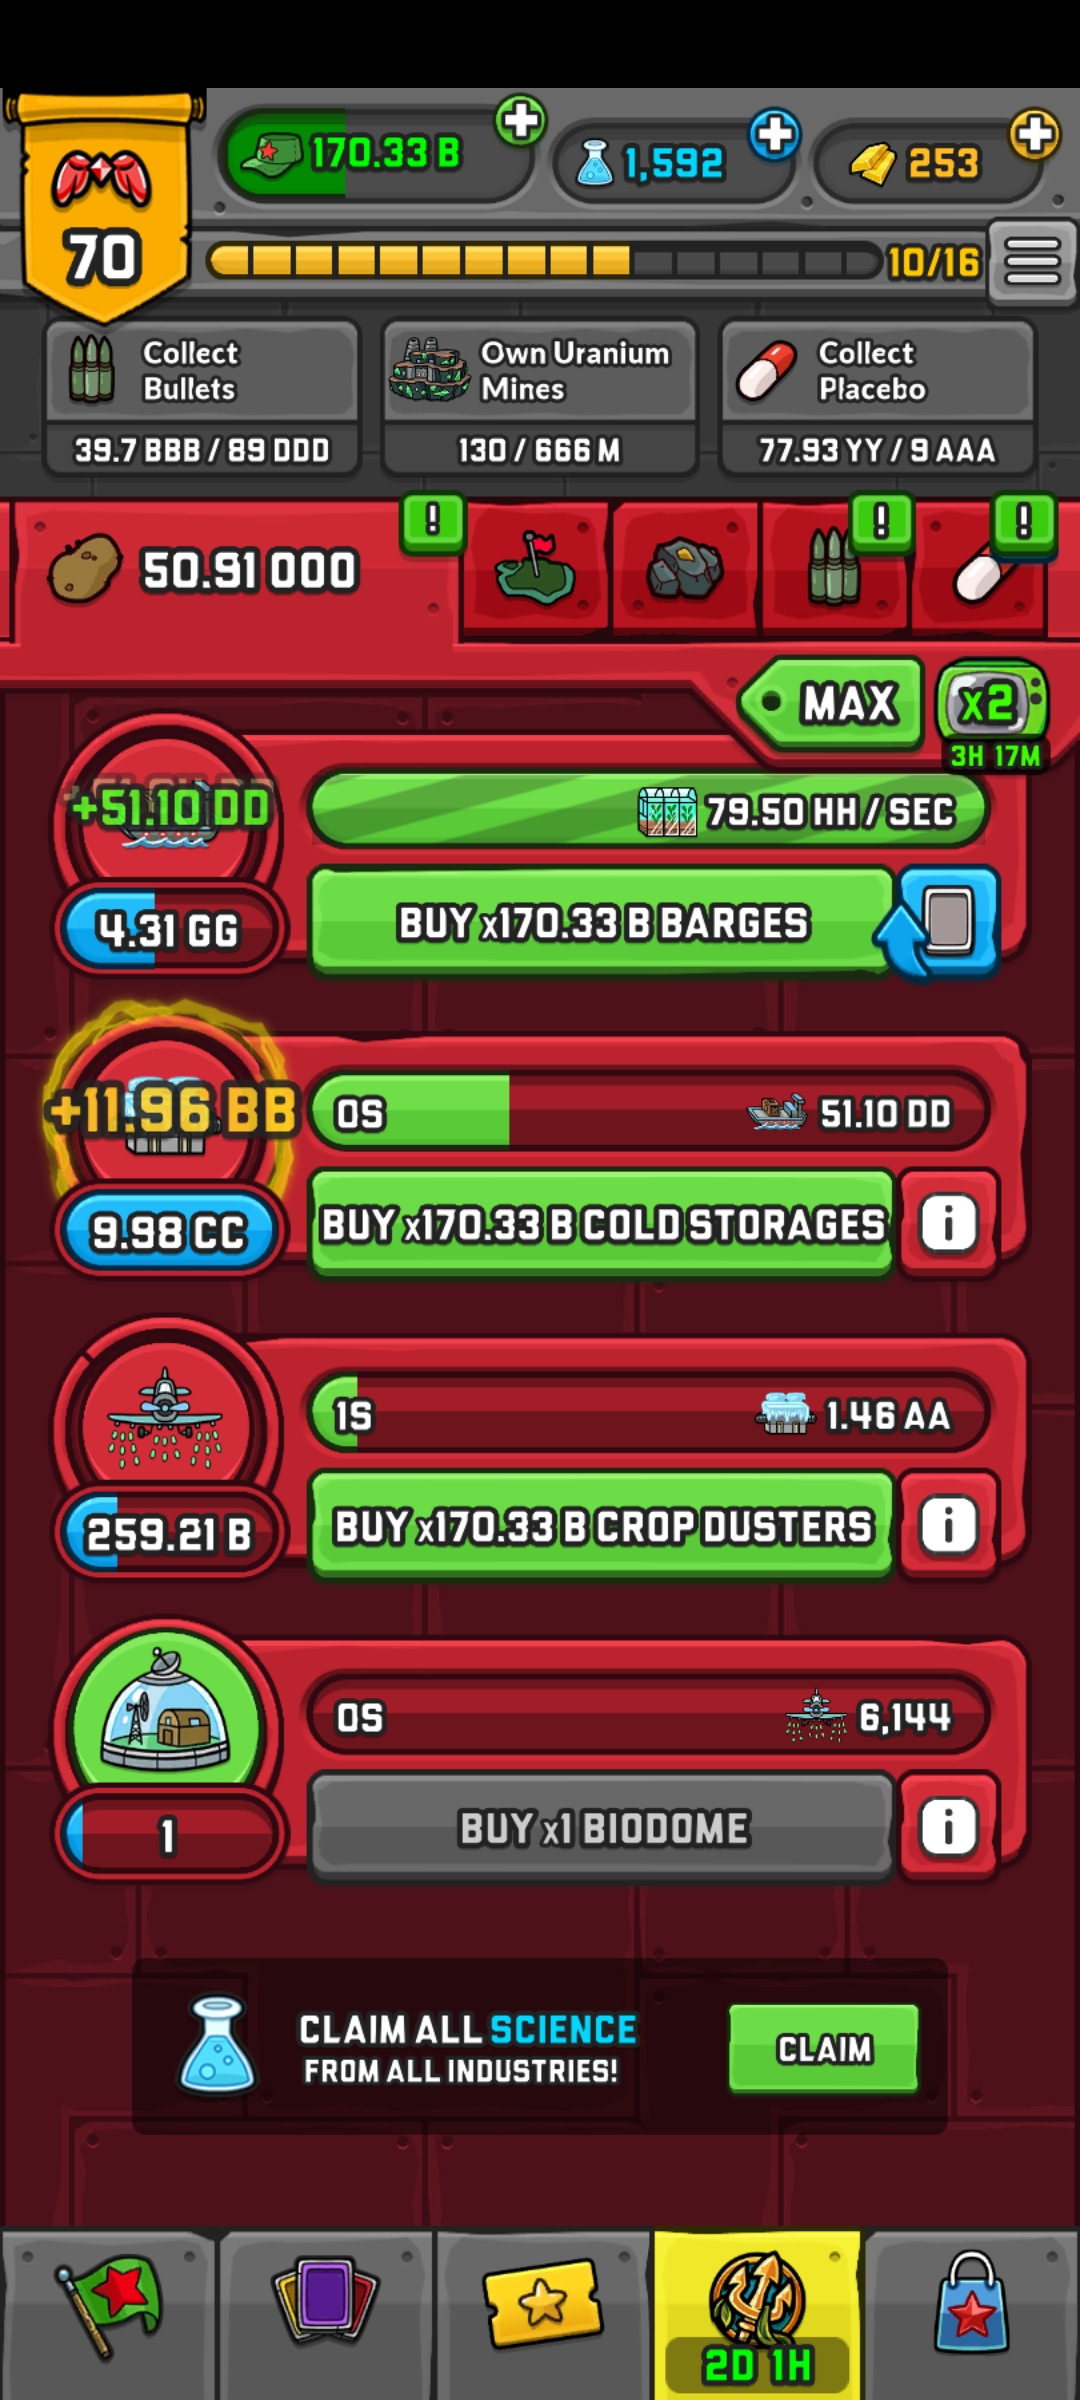 170.33 B
1,592
253
70
10/16
Collect
Bullets
39.7 BBB / 89 DDD
Own Uranium
Mines
130 / 666 M
Collect
Placebo
77.93 YY / 9 AAA
50.91 OOO
!
!
!
MAX
x2
3H 17M
+51.10 DD
79.50 HH / SEC
4.31 GG
BUY x170.33 B BARGES
+11.96 BB
0S
51.10 DD
9.98 CC
BUY x170.33 B COLD STORAGES
i
1S
1.46 AA
259.21 B
BUY x170.33 B CROP DUSTERS
i
0S
6,144
1
BUY x1 BIODOME
i
CLAIM ALL SCIENCE
FROM ALL INDUSTRIES!
CLAIM
2D 1H